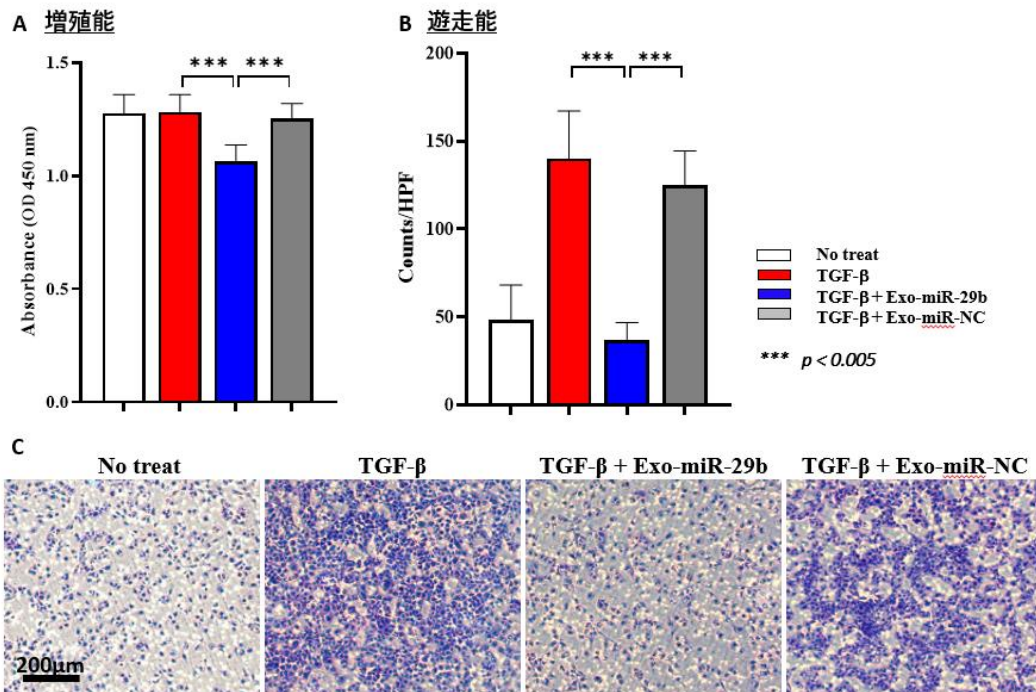 A 増殖能
*** ***
1.5
1.0
0.5
0.0
Absorbance (OD 450 nm)
B 遊走能
*** ***
200
150
100
50
0
Counts/HPF
No treat
TGF-β
TGF-β+Exo-miR-29b
TGF-β+Exo-miR-NC
*** p < 0.005
C
No treat
TGF-β
TGF-β + Exo-miR-29b
TGF-β + Exo-miR-NC
200μm